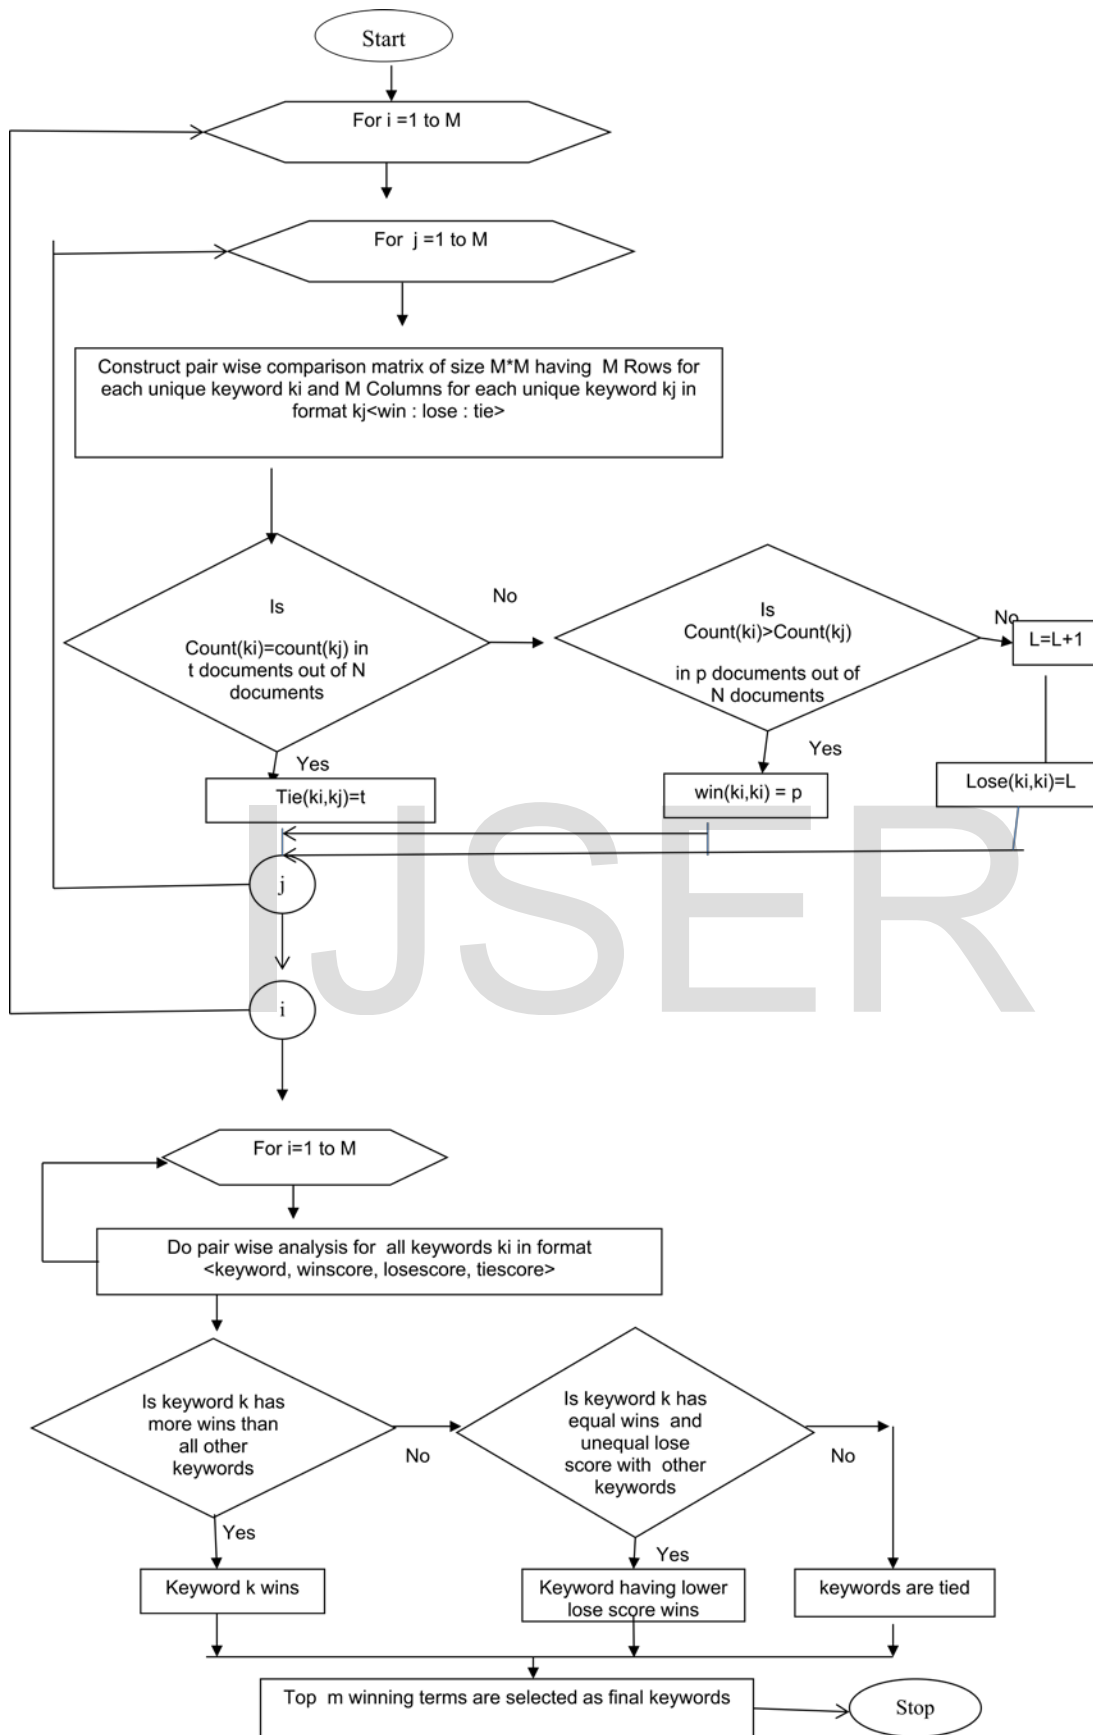 Start
For i =1 to M
For  j =1 to M
Construct pair wise comparison matrix of size M*M having  M Rows for
each unique keyword ki and M Columns for each unique keyword kj in
format kj<win : lose : tie>
Is
Count(ki)=count(kj) in
t documents out of N
documents
No
Is
Count(ki)>Count(kj)
in p documents out of
N documents
No
L=L+1
Yes
Tie(ki,kj)=t
Yes
win(ki,ki) = p
Lose(ki,ki)=L
IJSER
j
i
For i=1 to M
Do pair wise analysis for  all keywords ki in format
<keyword, winscore, losescore, tiescore>
Is keyword k has
more wins than
all other
keywords
No
Is keyword k has
equal wins  and
unequal lose
score with  other
keywords
No
Yes
Keyword k wins
Yes
Keyword having lower
lose score wins
keywords are tied
Top  m winning terms are selected as final keywords
Stop